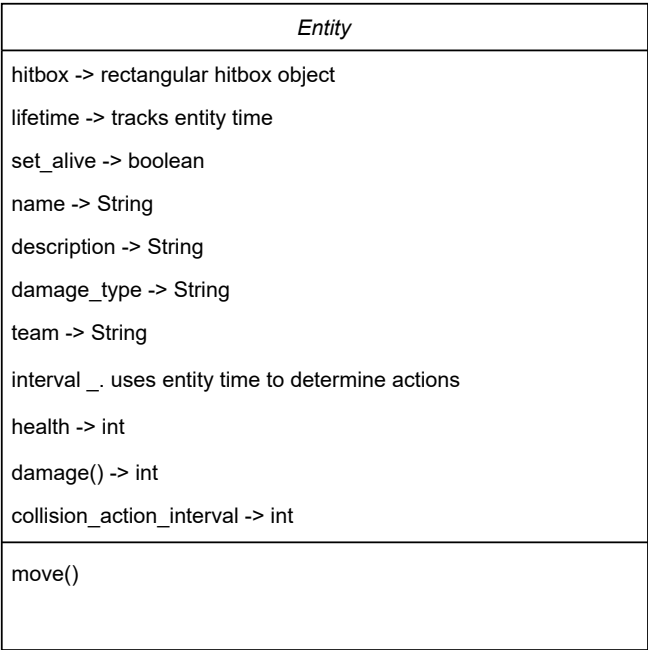 Entity
hitbox -> rectangular hitbox object
lifetime -> tracks entity time
set_alive -> boolean
name -> String
description -> String
damage_type -> String
team -> String
interval _. uses entity time to determine actions
health -> int
damage() -> int
collision_action_interval -> int
move()